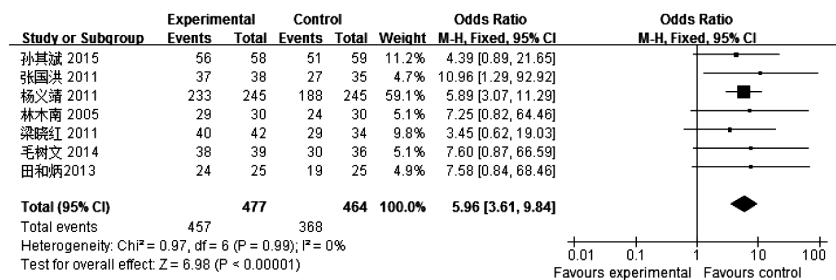 Experimental Control Odds Ratio Odds Ratio
Study or Subgroup Events Total Events Total Weight M-H, Fixed, 95% CI M-H, Fixed, 95% CI
孙其斌 2015 56 58 51 59 11.2% 4.39 [0.89, 21.65]
张国洪 2011 37 38 27 35 4.7% 10.96 [1.29, 92.92]
杨义靖 2011 233 245 188 245 59.1% 5.89 [3.07, 11.29]
林木南 2005 29 30 24 30 5.1% 7.25 [0.82, 64.46]
梁晓红 2011 40 42 29 34 9.8% 3.45 [0.62, 19.03]
毛树文 2014 38 39 30 36 5.1% 7.60 [0.87, 66.59]
田和炳2013 24 25 19 25 4.9% 7.58 [0.84, 68.46]
Total (95% CI) 477 464 100.0% 5.96 [3.61, 9.84]
Total events 457 368
Heterogeneity: Chi² = 0.97, df = 6 (P = 0.99); I² = 0%
Test for overall effect: Z = 6.98 (P < 0.00001)
0.01 0.1 1 10 100
Favours experimental Favours control